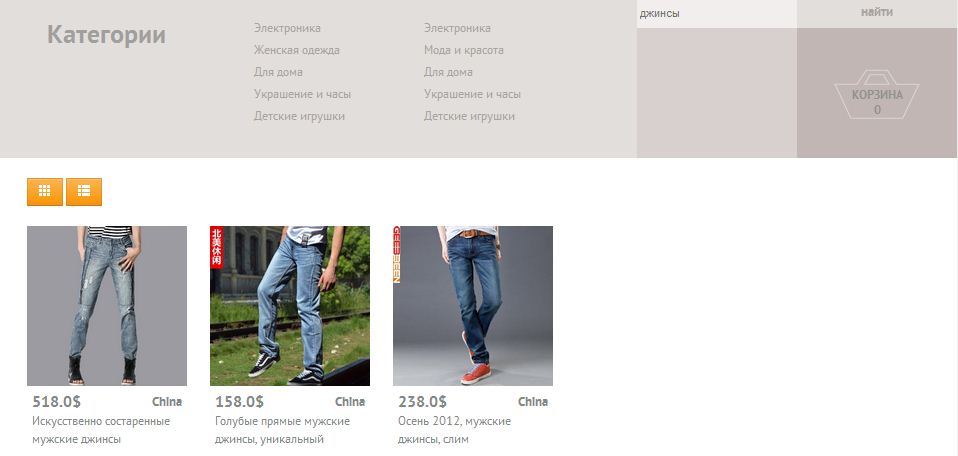 Категории
Электроника
Женская одежда
Для дома
Украшение и часы
Детские игрушки
Электроника
Мода и красота
Для дома
Украшение и часы
Детские игрушки
джинсы
найти
КОРЗИНА
0
北美休闲
518.0$ China
Искусственно состаренные
мужские джинсы
158.0$ China
Голубые прямые мужские
джинсы, уникальный
238.0$ China
Осень 2012, мужские
джинсы, слим